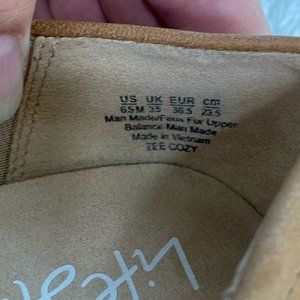 US UK EUR cm
6.5M 3.5 36.5 23.5
Man Made/Faux Fur Upper
Balance Man Made
Made in Vietnam
ZEE COZY